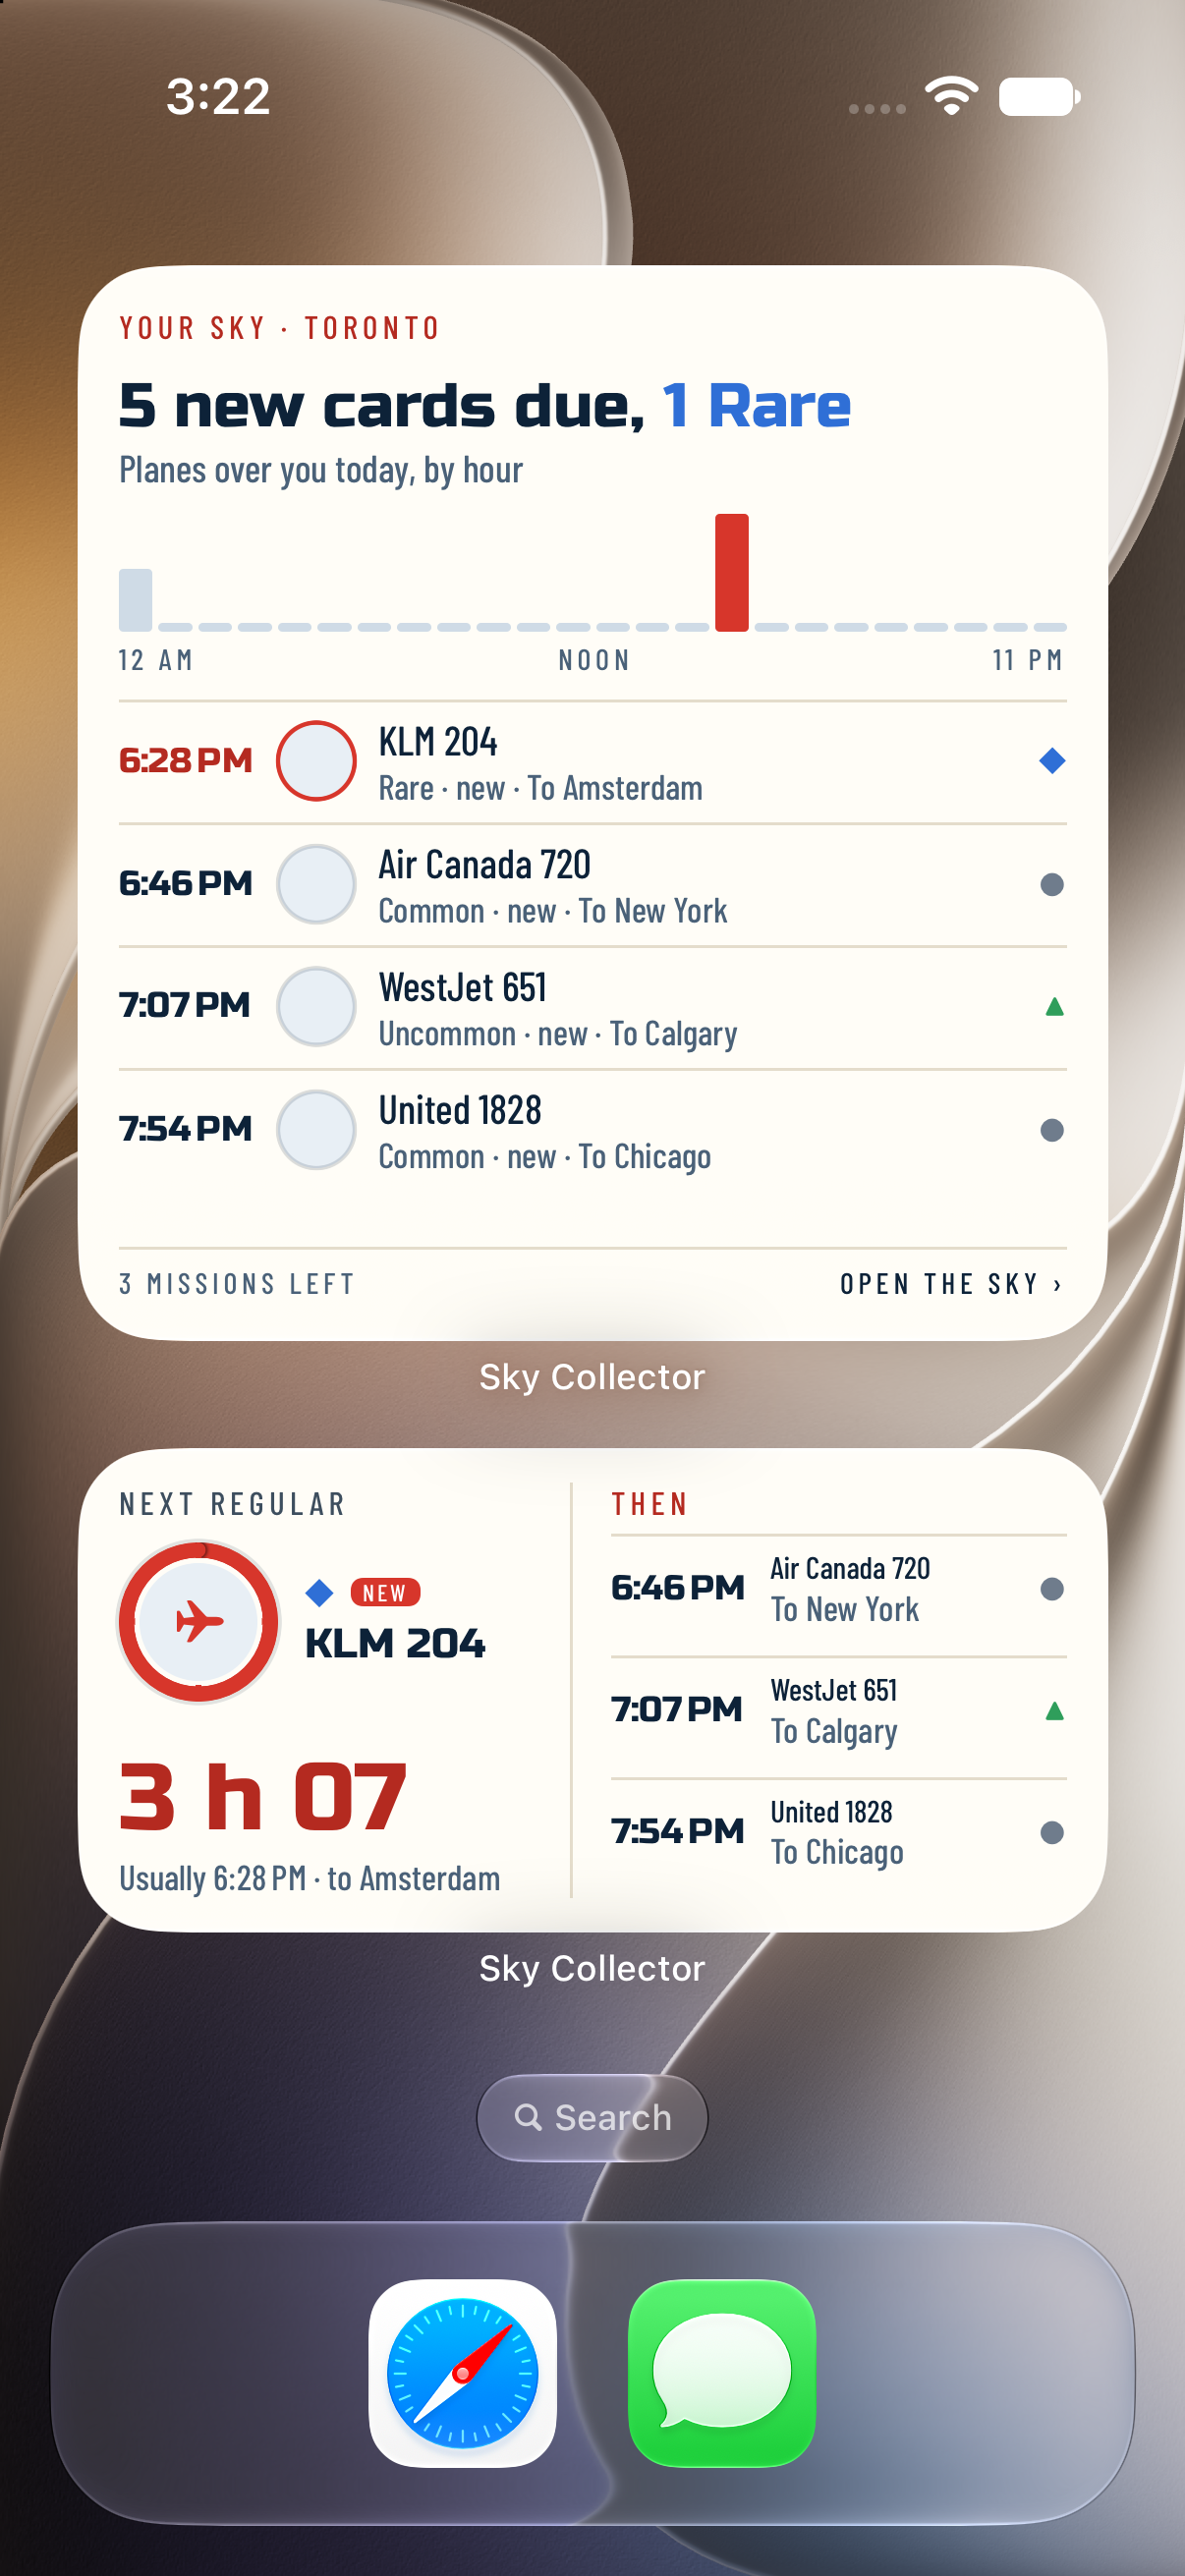 3:22
YOUR SKY · TORONTO
5 new cards due, 1 Rare
Planes over you today, by hour
12 AM NOON 11 PM
6:28 PM KLM 204
Rare · new · To Amsterdam
6:46 PM Air Canada 720
Common · new · To New York
7:07 PM WestJet 651
Uncommon · new · To Calgary
7:54 PM United 1828
Common · new · To Chicago
3 MISSIONS LEFT OPEN THE SKY ›
Sky Collector
NEXT REGULAR
NEW
KLM 204
3 h 07
Usually 6:28 PM · to Amsterdam
THEN
6:46 PM Air Canada 720
To New York
7:07 PM WestJet 651
To Calgary
7:54 PM United 1828
To Chicago
Sky Collector
Search